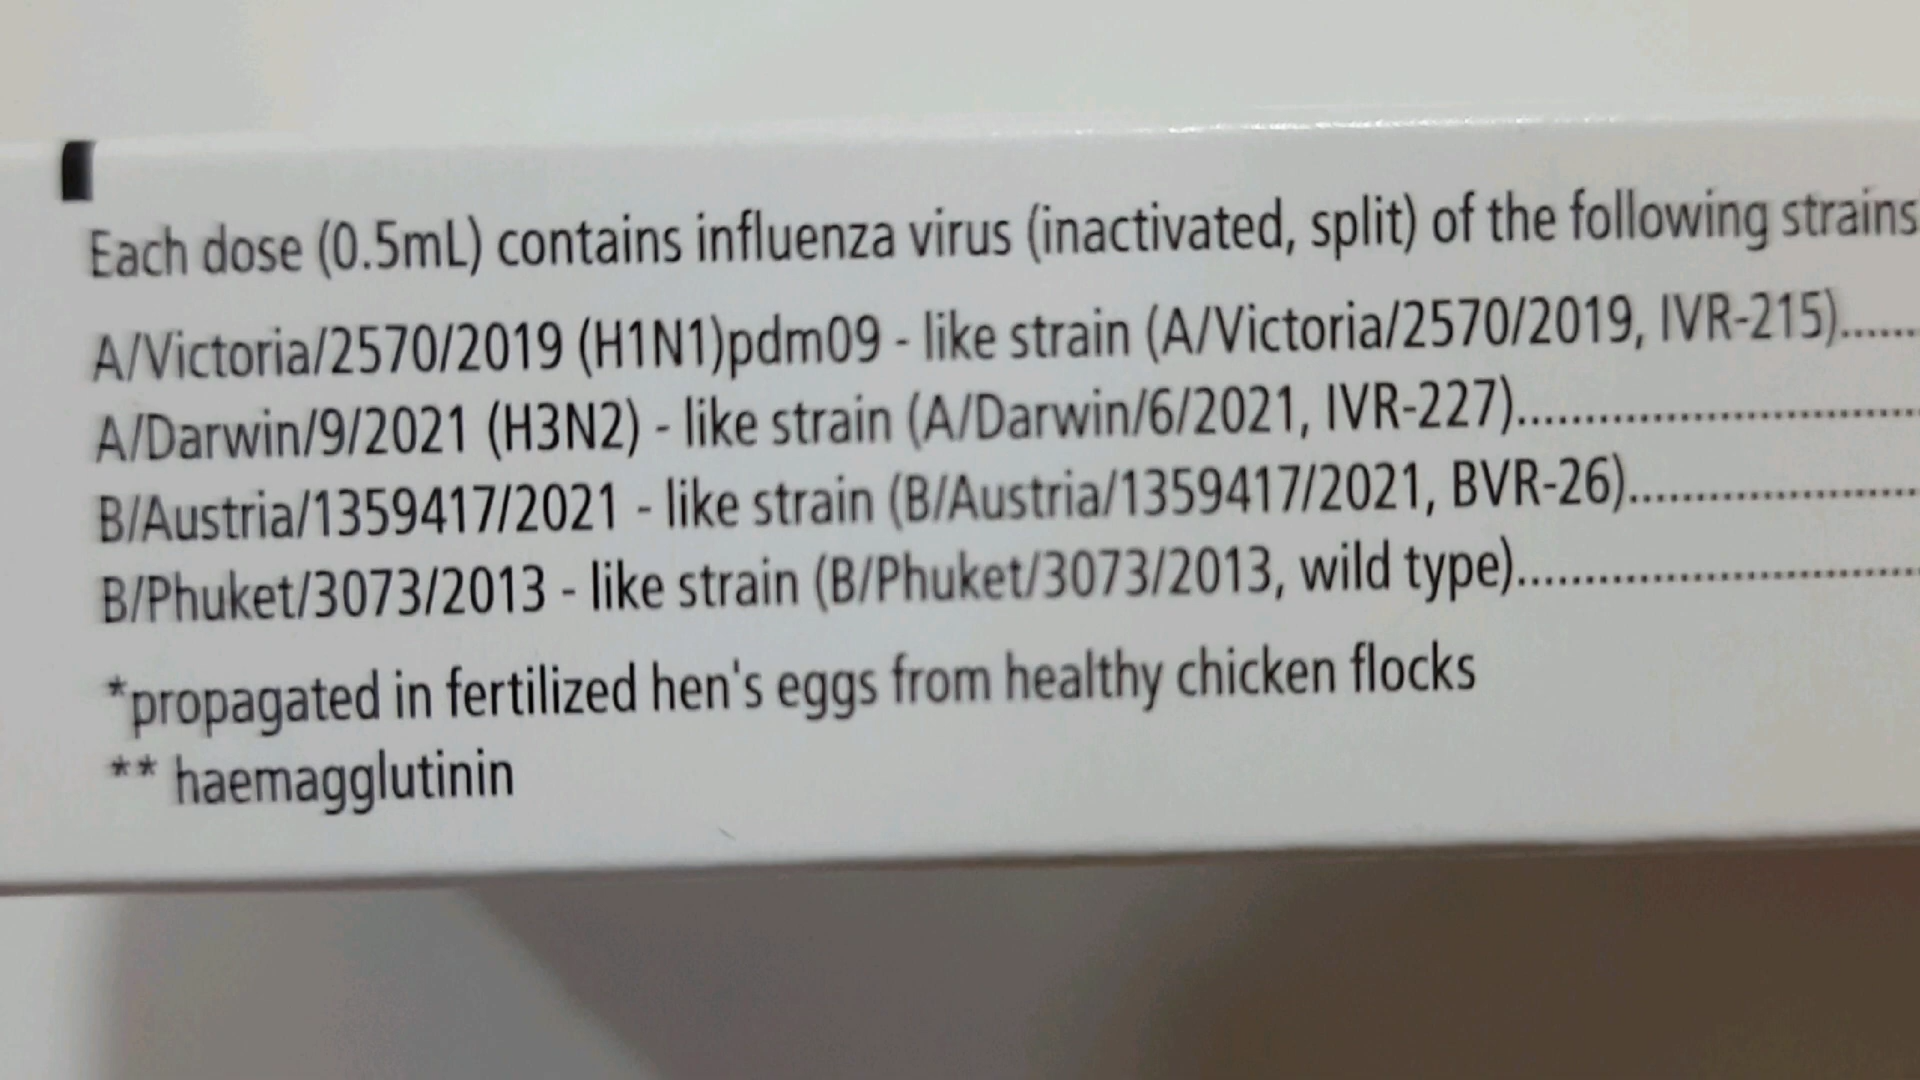 Each dose (0.5mL) contains influenza virus (inactivated, split) of the following strains
A/Victoria/2570/2019 (H1N1)pdm09 - like strain (A/Victoria/2570/2019, IVR-215)......
A/Darwin/9/2021 (H3N2) - like strain (A/Darwin/6/2021, IVR-227)..............................
B/Austria/1359417/2021 - like strain (B/Austria/1359417/2021, BVR-26)......................
B/Phuket/3073/2013 - like strain (B/Phuket/3073/2013, wild type)..............................
*propagated in fertilized hen's eggs from healthy chicken flocks
** haemagglutinin